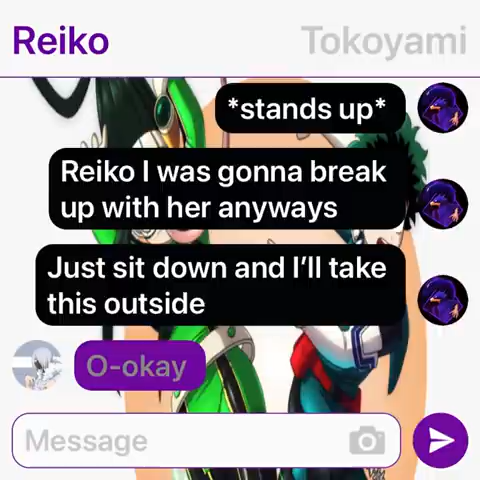 Reiko
Tokoyami
*stands up*
Reiko I was gonna break
up with her anyways
Just sit down and I’ll take
this outside
O-okay
Message